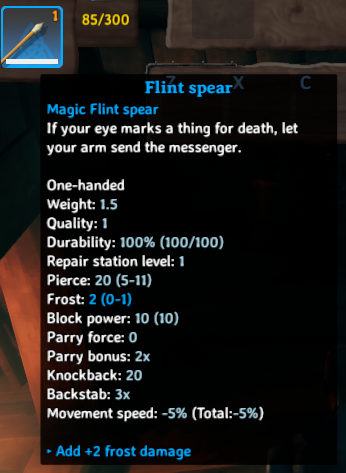 1
85/300
Z X C
Flint spear
Magic Flint spear
If your eye marks a thing for death, let
your arm send the messenger.
One-handed
Weight: 1.5
Quality: 1
Durability: 100% (100/100)
Repair station level: 1
Pierce: 20 (5-11)
Frost: 2 (0-1)
Block power: 10 (10)
Parry force: 0
Parry bonus: 2x
Knockback: 20
Backstab: 3x
Movement speed: -5% (Total:-5%)
‣ Add +2 frost damage